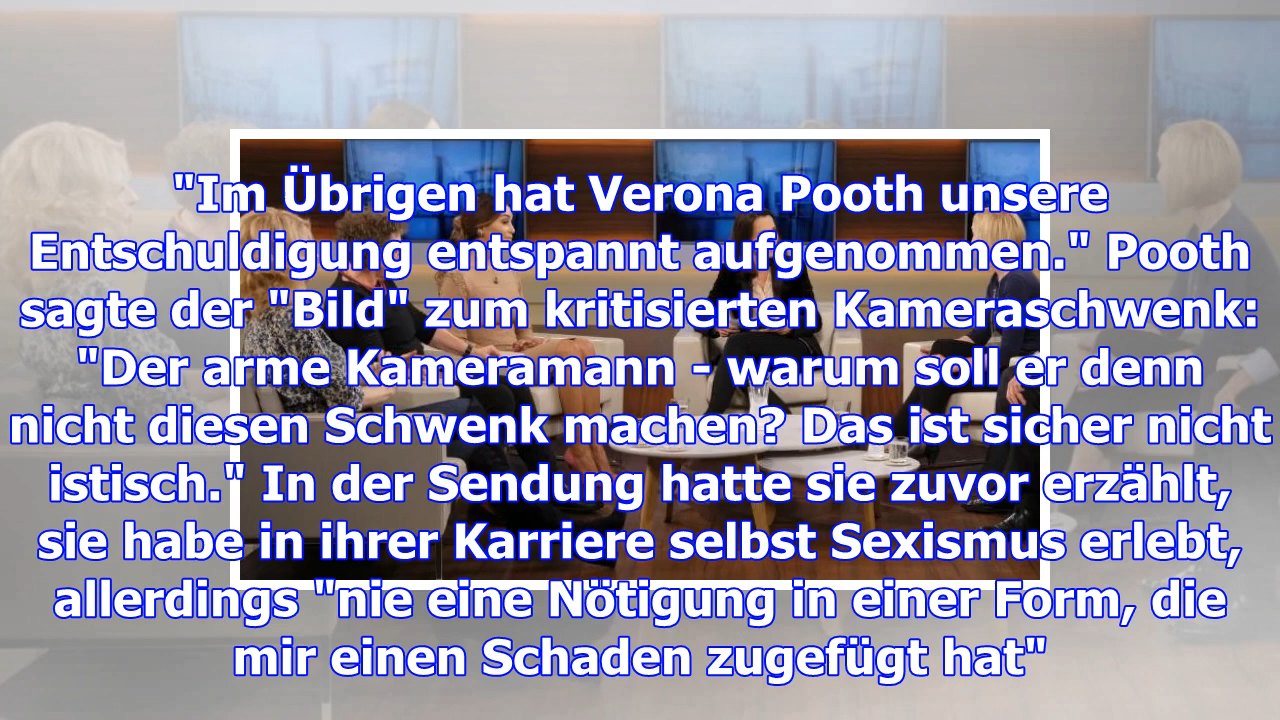 "Im Übrigen hat Verona Pooth unsere
Entschuldigung entspannt aufgenommen." Pooth
sagte der "Bild" zum kritisierten Kameraschwenk:
"Der arme Kameramann - warum soll er denn
nicht diesen Schwenk machen? Das ist sicher nicht
istisch." In der Sendung hatte sie zuvor erzählt,
sie habe in ihrer Karriere selbst Sexismus erlebt,
allerdings "nie eine Nötigung in einer Form, die
mir einen Schaden zugefügt hat"